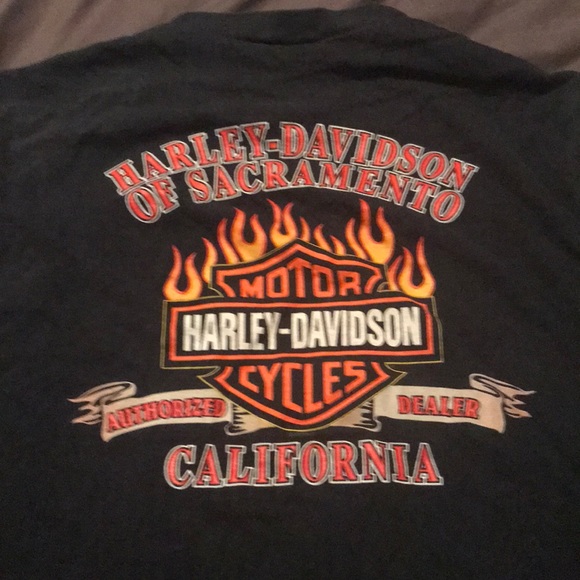 HARLEY-DAVIDSON
OF SACRAMENTO
MOTOR
HARLEY-DAVIDSON
CYCLES
AUTHORIZED DEALER
CALIFORNIA